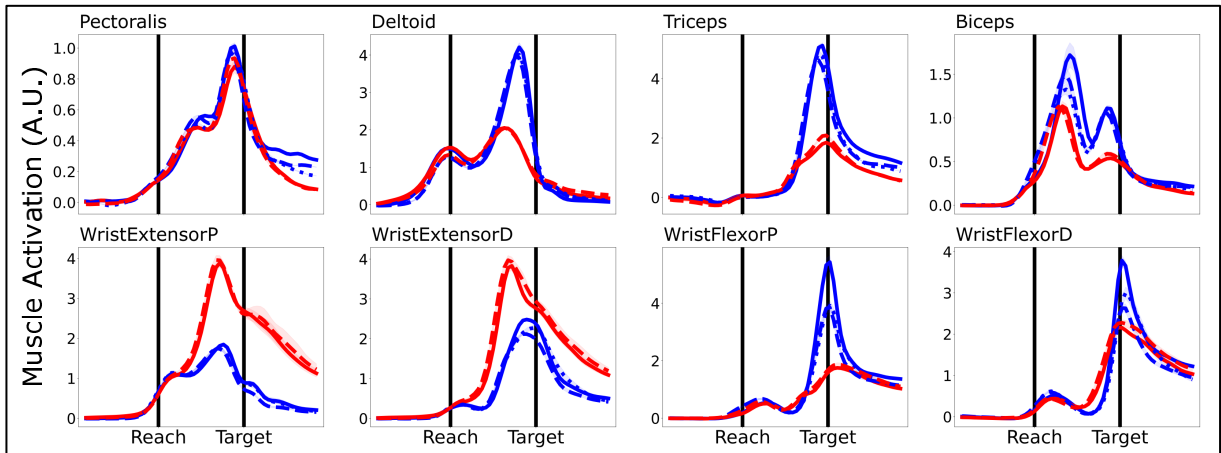 Muscle Activation (A.U.)
Pectoralis
1.0
0.8
0.6
0.4
0.2
0.0
Deltoid
4
3
2
1
0
Triceps
4
2
0
Biceps
1.5
1.0
0.5
0.0
WristExtensorP
4
3
2
1
0
Reach Target
WristExtensorD
4
3
2
1
0
Reach Target
WristFlexorP
4
2
0
Reach Target
WristFlexorD
4
3
2
1
0
Reach Target